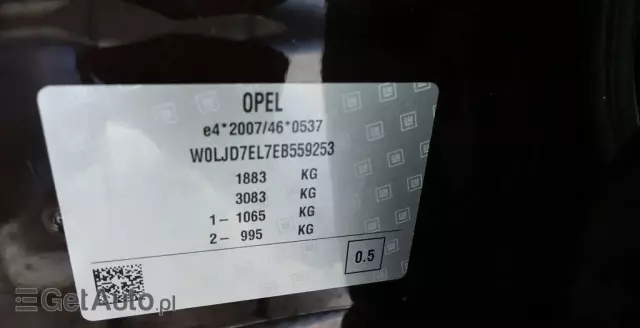 OPEL
e4*2007/46*0537
W0LJD7EL7EB559253
1883 KG
3083 KG
1- 1065 KG
2- 995 KG
0.5
GetAuto.pl